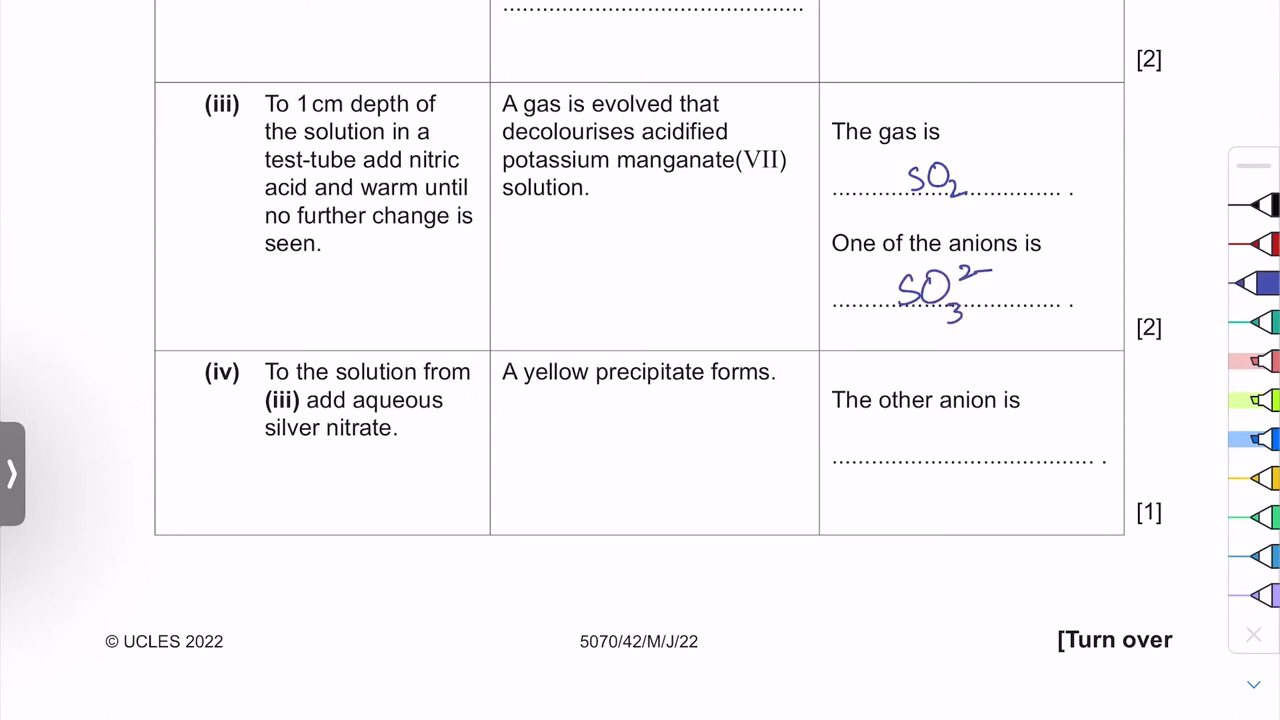 [2]
(iii) To 1 cm depth of
the solution in a
test-tube add nitric
acid and warm until
no further change is
seen.
A gas is evolved that
decolourises acidified
potassium manganate(VII)
solution.
The gas is
SO₂
One of the anions is
SO₃²⁻
[2]
(iv) To the solution from
(iii) add aqueous
silver nitrate.
A yellow precipitate forms.
The other anion is
[1]
© UCLES 2022
5070/42/M/J/22
[Turn over